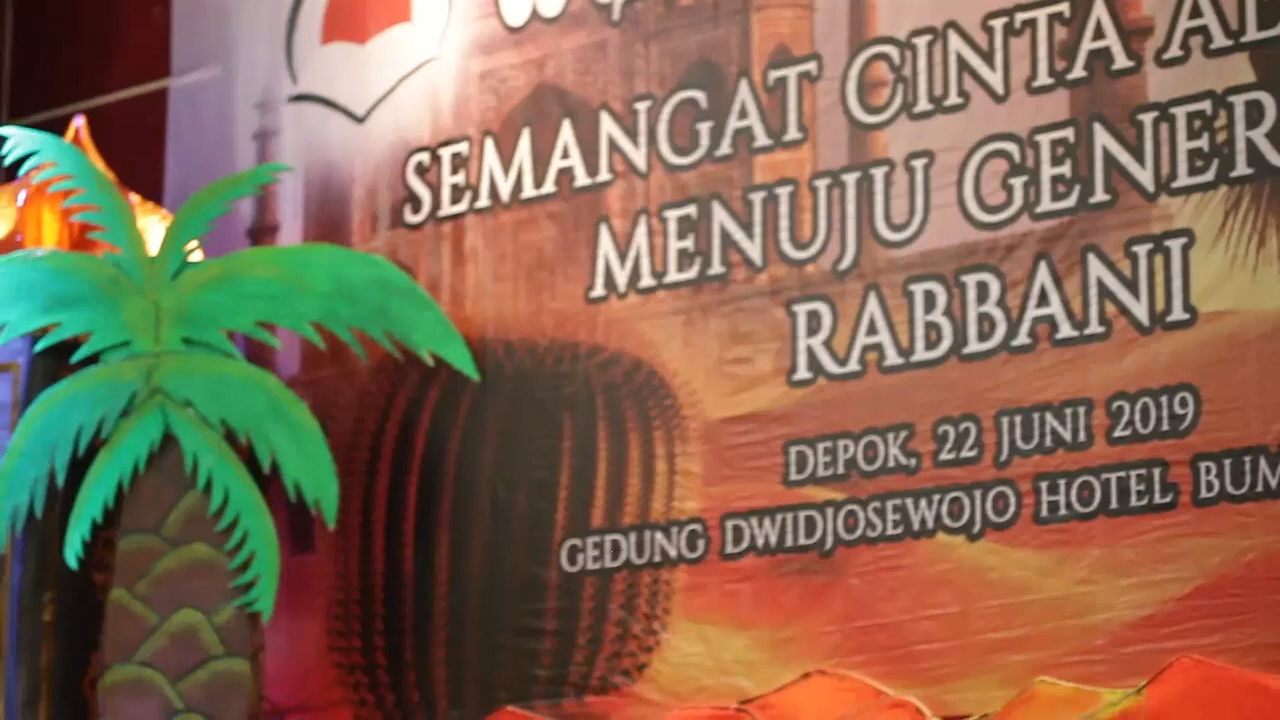 SEMANGAT CINTA
MENUJU
RABBANI
DEPOK, 22 JUNI 2019
GEDUNG DWIDJOSEWOJO HOTEL